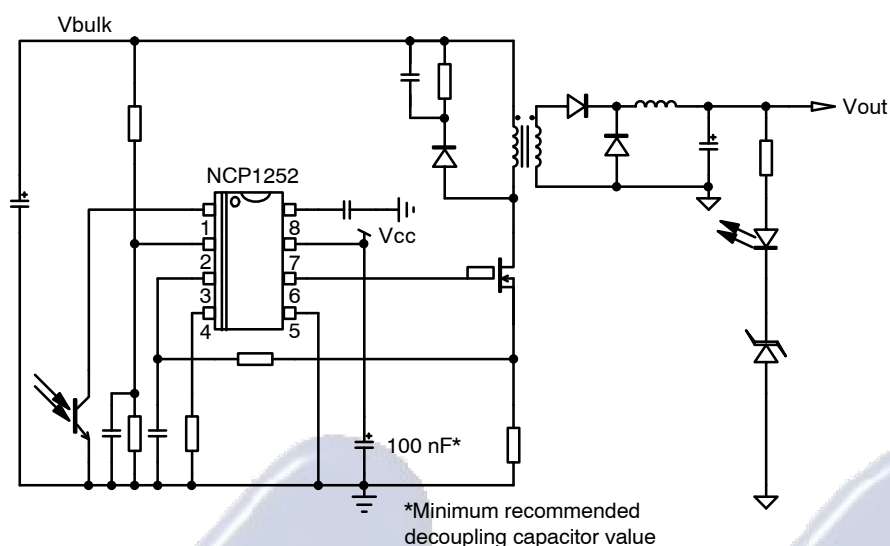 Vbulk
Vout
NCP1252
1
8
Vcc
2
7
3
6
4
5
100 nF*
*Minimum recommended
decoupling capacitor value